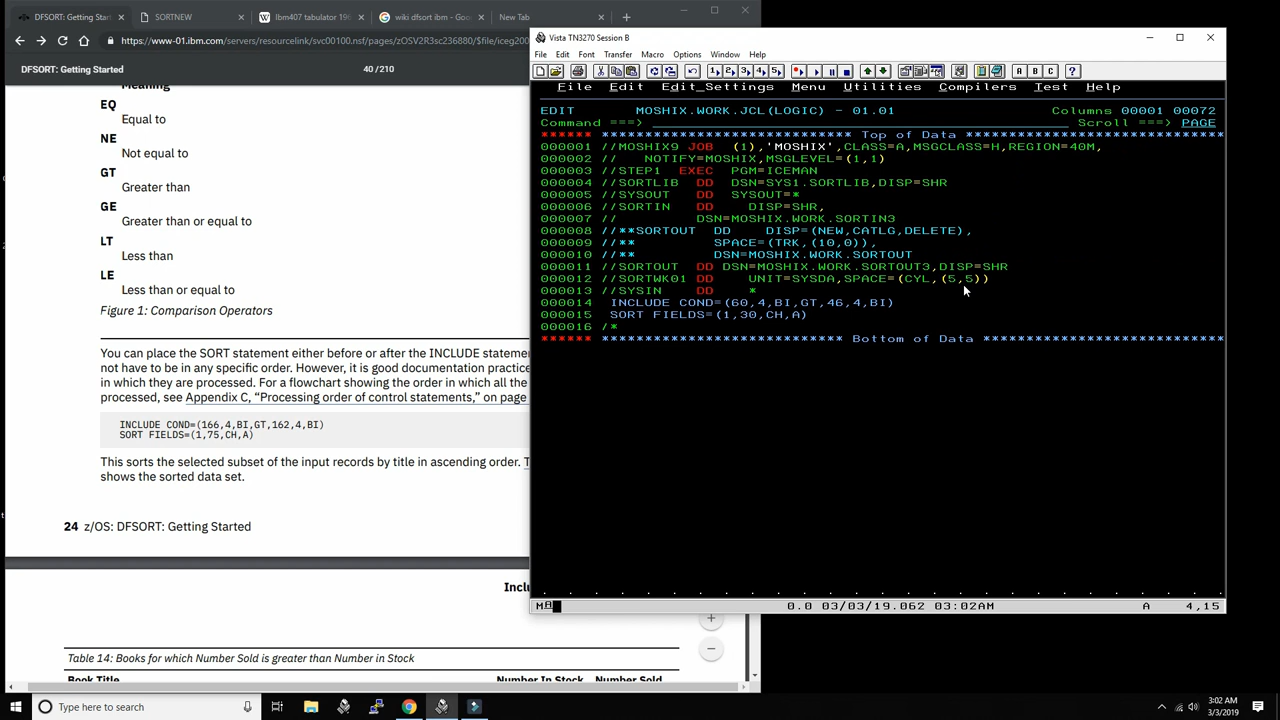 DFSORT: Getting Star
SORTNEW
Ibm407 tabulator 19
wiki dfsort ibm - Goo
New Tab
https://www-01.ibm.com/servers/resourcelink/svc00100.nsf/pages/zOSV2R3sc236880/$file/iceg200
DFSORT: Getting Started
40 / 210
Meaning
EQ
Equal to
NE
Not equal to
GT
Greater than
GE
Greater than or equal to
LT
Less than
LE
Less than or equal to
Figure 1: Comparison Operators
You can place the SORT statement either before or after the INCLUDE stateme
not have to be in any specific order. However, it is good documentation practice
in which they are processed. For a flowchart showing the order in which all the
processed, see Appendix C, “Processing order of control statements,” on page
INCLUDE COND=(166,4,BI,GT,162,4,BI)
SORT FIELDS=(1,75,CH,A)
This sorts the selected subset of the input records by title in ascending order. T
shows the sorted data set.
24 z/OS: DFSORT: Getting Started
Inclu
Table 14: Books for which Number Sold is greater than Number in Stock
Book Title Number In Stock Number Sold
Vista TN3270 Session B
File Edit Font Transfer Macro Options Window Help
1 2 3 4 5 A B C ?
File Edit Edit_Settings Menu Utilities Compilers Test Help
EDIT MOSHIX.WORK.JCL(LOGIC) - 01.01 Columns 00001 00072
Command ===> Scroll ===> PAGE
****** **************************** Top of Data ****************************
000001 //MOSHIX9 JOB (1),'MOSHIX',CLASS=A,MSGCLASS=H,REGION=40M,
000002 // NOTIFY=MOSHIX,MSGLEVEL=(1,1)
000003 //STEP1 EXEC PGM=ICEMAN
000004 //SORTLIB DD DSN=SYS1.SORTLIB,DISP=SHR
000005 //SYSOUT DD SYSOUT=*
000006 //SORTIN DD DISP=SHR,
000007 // DSN=MOSHIX.WORK.SORTIN3
000008 //**SORTOUT DD DISP=(NEW,CATLG,DELETE),
000009 //** SPACE=(TRK,(10,0)),
000010 //** DSN=MOSHIX.WORK.SORTOUT
000011 //SORTOUT DD DSN=MOSHIX.WORK.SORTOUT3,DISP=SHR
000012 //SORTWK01 DD UNIT=SYSDA,SPACE=(CYL,(5,5))
000013 //SYSIN DD *
000014 INCLUDE COND=(60,4,BI,GT,46,4,BI)
000015 SORT FIELDS=(1,30,CH,A)
000016 /*
****** *************************** Bottom of Data ***************************
MA 0.0 03/03/19.062 03:02AM A 4,15
Type here to search
3:02 AM
3/3/2019